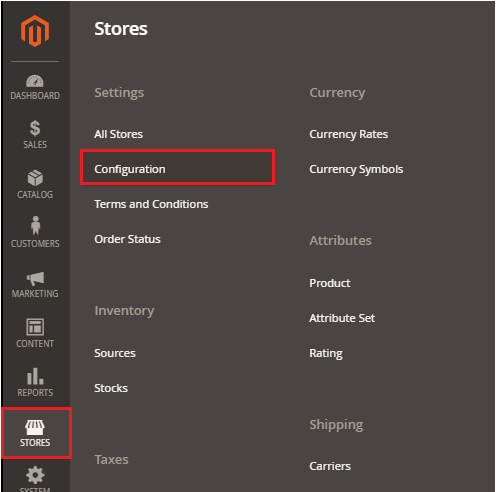 DASHBOARD
SALES
CATALOG
CUSTOMERS
MARKETING
CONTENT
REPORTS
STORES
SYSTEM
Stores
Settings
All Stores
Configuration
Terms and Conditions
Order Status
Inventory
Sources
Stocks
Taxes
Currency
Currency Rates
Currency Symbols
Attributes
Product
Attribute Set
Rating
Shipping
Carriers